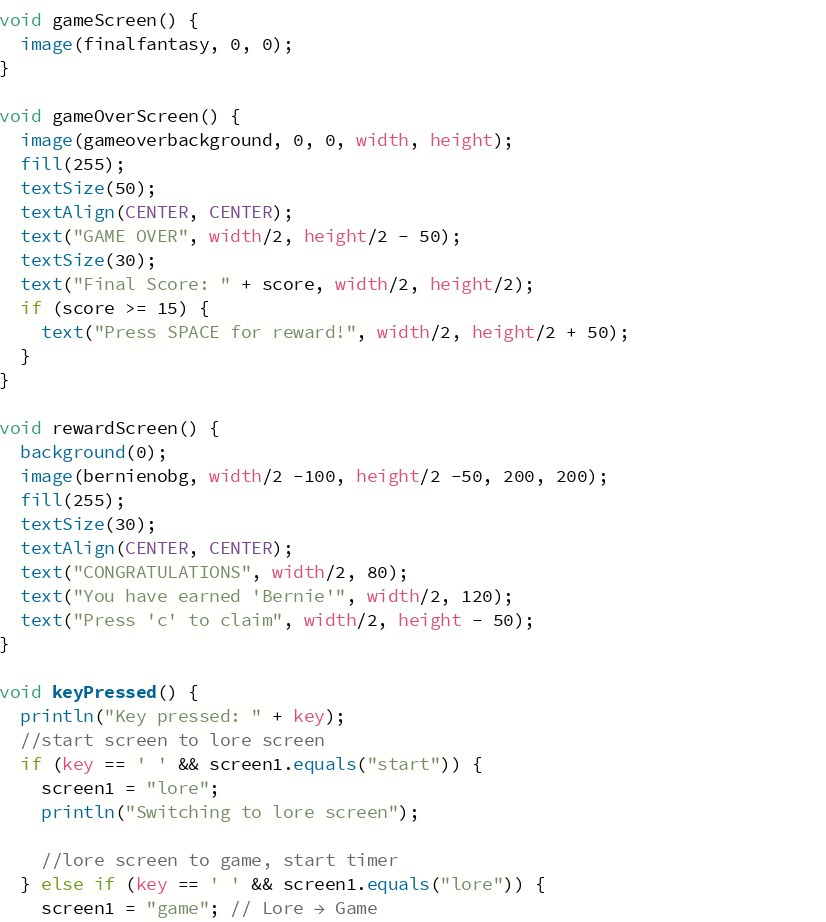 void gameScreen() {
  image(finalfantasy, 0, 0);
}

void gameOverScreen() {
  image(gameoverbackground, 0, 0, width, height);
  fill(255);
  textSize(50);
  textAlign(CENTER, CENTER);
  text("GAME OVER", width/2, height/2 - 50);
  textSize(30);
  text("Final Score: " + score, width/2, height/2);
  if (score >= 15) {
    text("Press SPACE for reward!", width/2, height/2 + 50);
  }
}

void rewardScreen() {
  background(0);
  image(bernienobg, width/2 -100, height/2 -50, 200, 200);
  fill(255);
  textSize(30);
  textAlign(CENTER, CENTER);
  text("CONGRATULATIONS", width/2, 80);
  text("You have earned 'Bernie'", width/2, 120);
  text("Press 'c' to claim", width/2, height - 50);
}

void keyPressed() {
  println("Key pressed: " + key);
  //start screen to lore screen
  if (key == ' ' && screen1.equals("start")) {
    screen1 = "lore";
    println("Switching to lore screen");

    //lore screen to game, start timer
  } else if (key == ' ' && screen1.equals("lore")) {
    screen1 = "game"; // Lore → Game